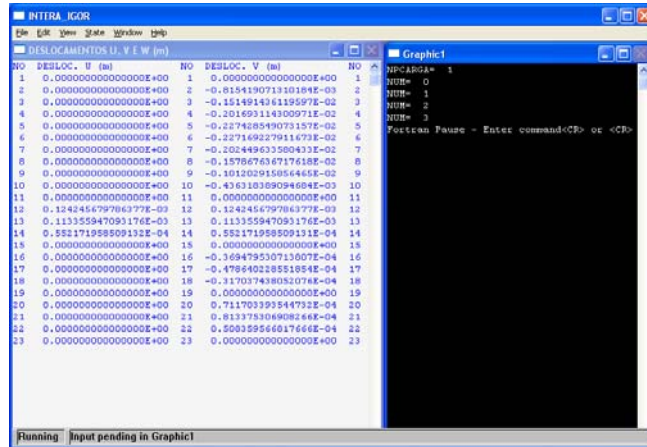 INTERA_IGOR
File Edit View State Window Help
DESLOCAMENTOS U, V E W (m)
NO DESLOC. U (m) NO DESLOC. V (m) NO
1 0.000000000000000E+00 1 0.000000000000000E+00 1
2 0.000000000000000E+00 2 -0.815419071310184E-03 2
3 0.000000000000000E+00 3 -0.151491436119597E-02 3
4 0.000000000000000E+00 4 -0.201693114300971E-02 4
5 0.000000000000000E+00 5 -0.227428549073157E-02 5
6 0.000000000000000E+00 6 -0.227169227911673E-02 6
7 0.000000000000000E+00 7 -0.202449633580433E-02 7
8 0.000000000000000E+00 8 -0.157867636717618E-02 8
9 0.000000000000000E+00 9 -0.101202915856465E-02 9
10 0.000000000000000E+00 10 -0.436318389094684E-03 10
11 0.000000000000000E+00 11 0.000000000000000E+00 11
12 0.124245679786377E-03 12 0.124245679786377E-03 12
13 0.113355947093176E-03 13 0.113355947093176E-03 13
14 0.552171958509132E-04 14 0.552171958509131E-04 14
15 0.000000000000000E+00 15 0.000000000000000E+00 15
16 0.000000000000000E+00 16 -0.369479530713807E-04 16
17 0.000000000000000E+00 17 -0.478640228551854E-04 17
18 0.000000000000000E+00 18 -0.317037438052076E-04 18
19 0.000000000000000E+00 19 0.000000000000000E+00 19
20 0.000000000000000E+00 20 0.711703393544732E-04 20
21 0.000000000000000E+00 21 0.813375306908266E-04 21
22 0.000000000000000E+00 22 0.508359566817666E-04 22
23 0.000000000000000E+00 23 0.000000000000000E+00 23
Graphic1
NPCARGA= 1
NUM= 0
NUM= 1
NUM= 2
NUM= 3
Fortran Pause - Enter command<CR> or <CR>
Running Input pending in Graphic1